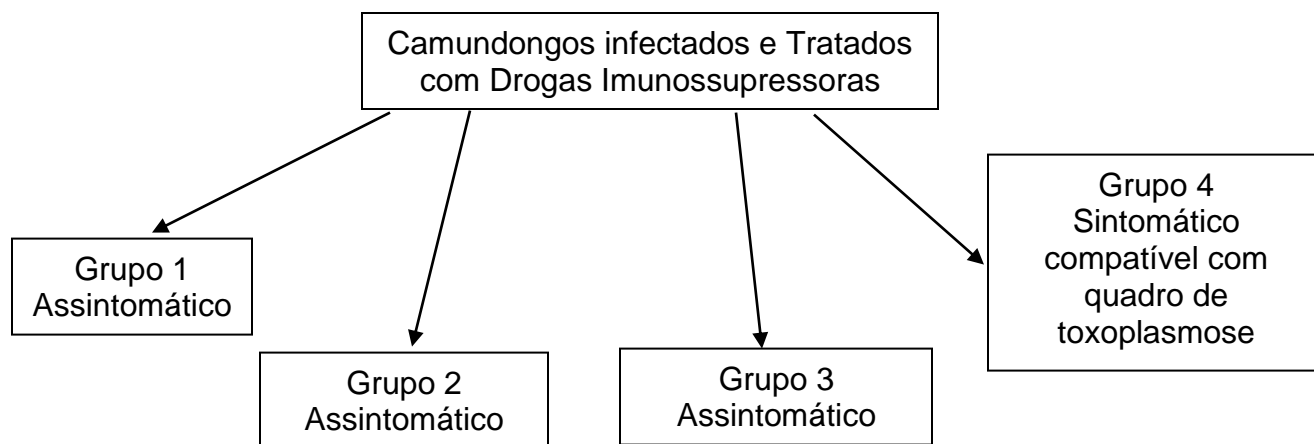 Camundongos infectados e Tratados
com Drogas Imunossupressoras
Grupo 1
Assintomático
Grupo 2
Assintomático
Grupo 3
Assintomático
Grupo 4
Sintomático
compatível com
quadro de
toxoplasmose